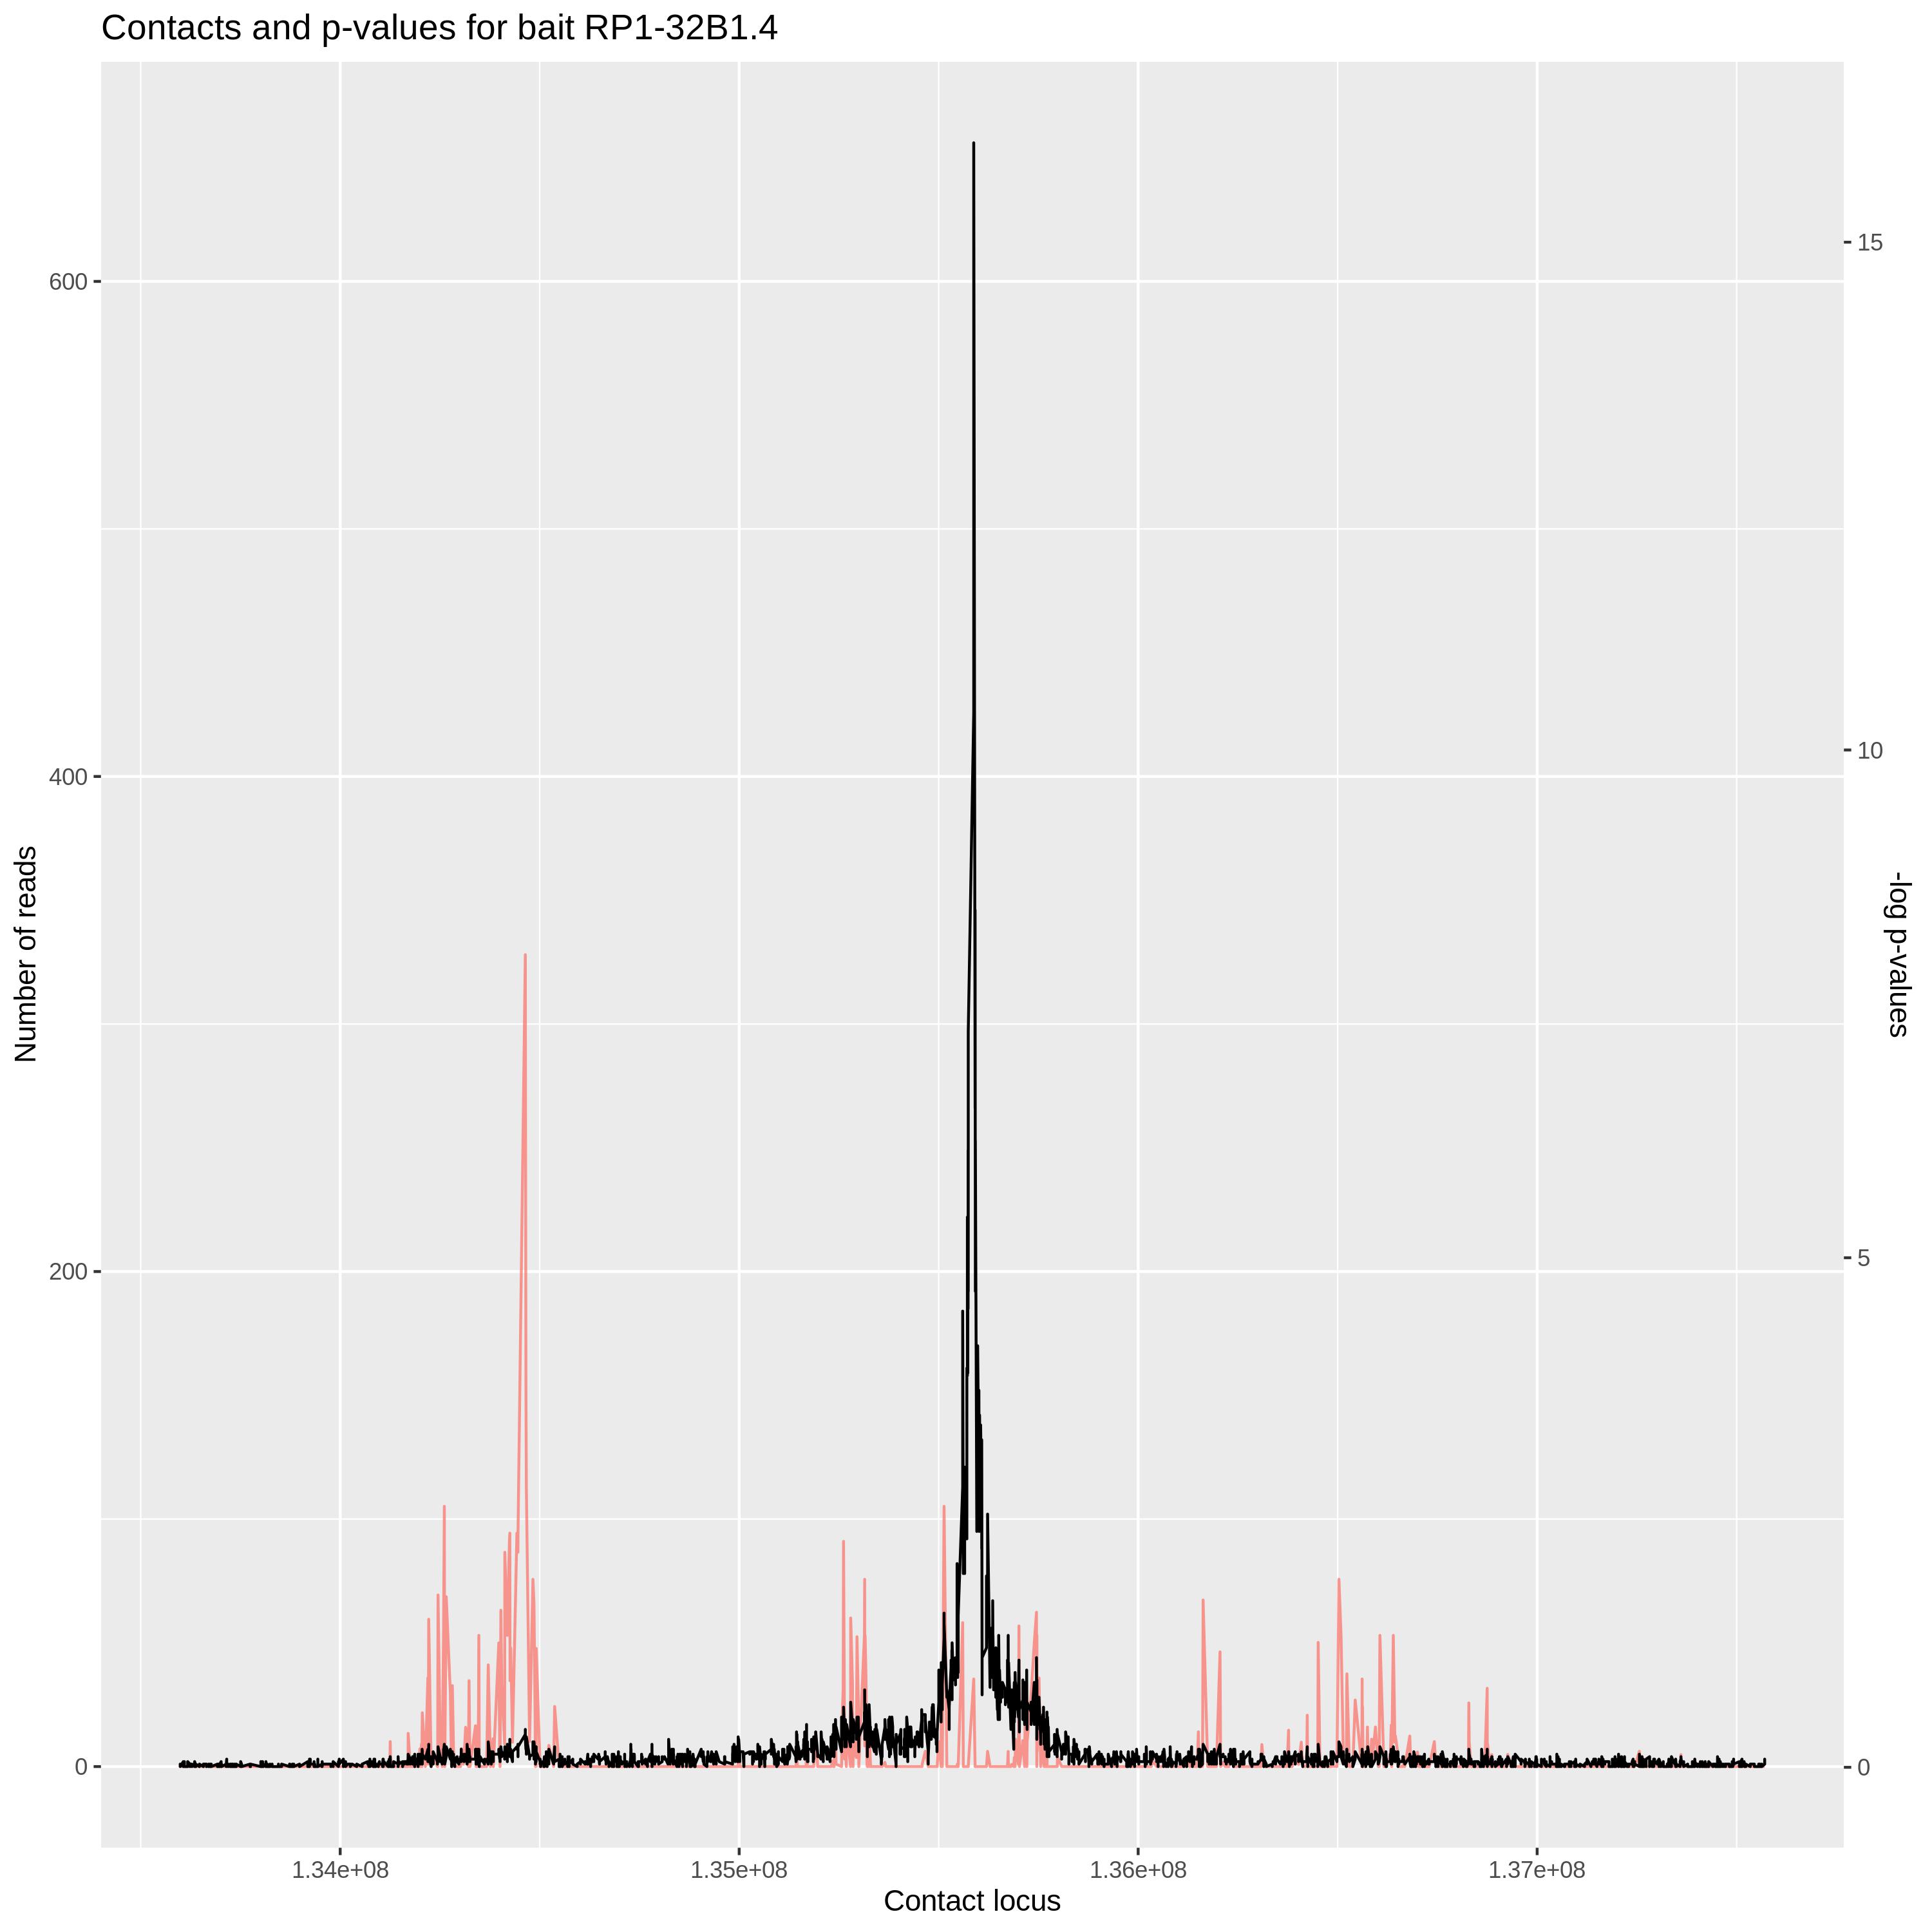 Contacts and p-values for bait RP1-32B1.4
600
400
200
0
Number of reads
15
10
5
0
-log p-values
1.34e+08
1.35e+08
1.36e+08
1.37e+08
Contact locus